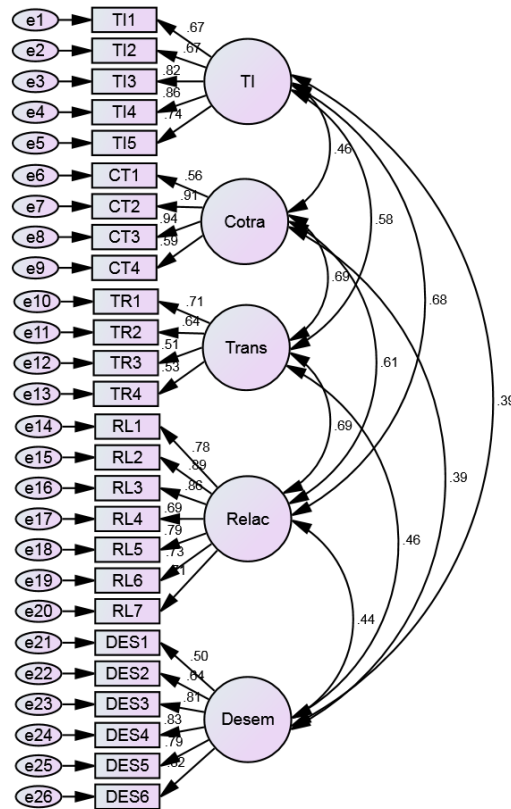 e1 TI1 .67
e2 TI2 .67
e3 TI3 .82 TI
e4 TI4 .86
e5 TI5 .74
.46
e6 CT1 .56
e7 CT2 .91
e8 CT3 .94 Cotra .58
e9 CT4 .59
.69
e10 TR1 .71 .68
e11 TR2 .64
e12 TR3 .51 Trans .61
e13 TR4 .53
.39
e14 RL1 .78 .69
e15 RL2 .89
e16 RL3 .86 .39
e17 RL4 .69 Relac
e18 RL5 .79
e19 RL6 .73 .46
e20 RL7 .71
.44
e21 DES1 .50
e22 DES2 .64
e23 DES3 .81
e24 DES4 .83 Desem
e25 DES5 .79
e26 DES6 .62